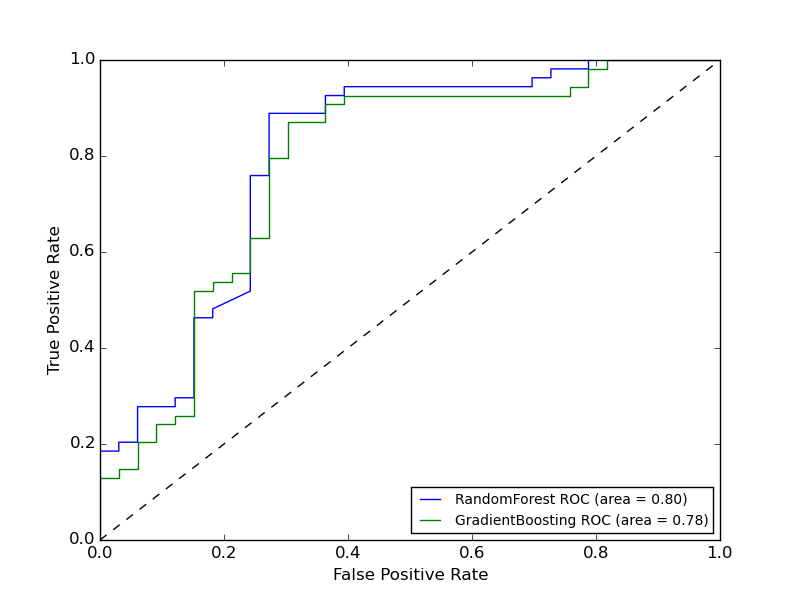 1.0
0.8
0.6
0.4
0.2
0.0
True Positive Rate
RandomForest ROC (area = 0.80)
GradientBoosting ROC (area = 0.78)
0.0 0.2 0.4 0.6 0.8 1.0
False Positive Rate